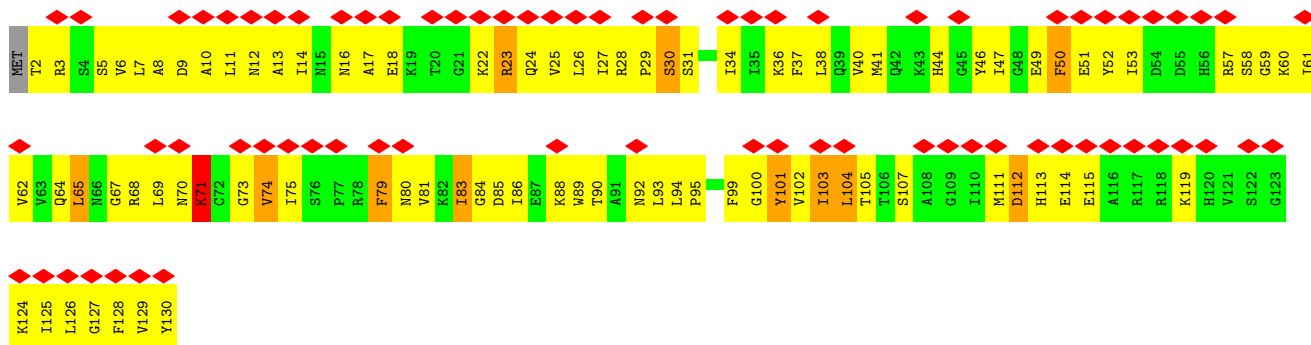 MET T2 R3 S4 S5 V6 L7 A8 D9 A10 L11 N12 A13 I14 N15 N16 A17 E18 K19 T20 G21 K22 R23 Q24 V25 L26 I27 R28 P29 S30 S31 I34 I35 K36 F37 L38 Q39 V40 M41 Q42 K43 H44 G45 Y46 I47 G48 E49 F50 E51 Y52 I53 D54 D55 H56 R57 S58 G59 K60 I61
V62 V63 Q64 L65 N66 G67 R68 L69 N70 K71 C72 G73 V74 I75 S76 P77 R78 F79 N80 V81 K82 I83 G84 D85 I86 E87 K88 W89 T90 A91 N92 L93 L94 P95 F99 G100 Y101 V102 I103 L104 T105 T106 S107 A108 G109 I110 M111 D112 H113 E114 E115 A116 R117 R118 K119 H120 V121 S122 G123
K124 I125 L126 G127 F128 V129 Y130